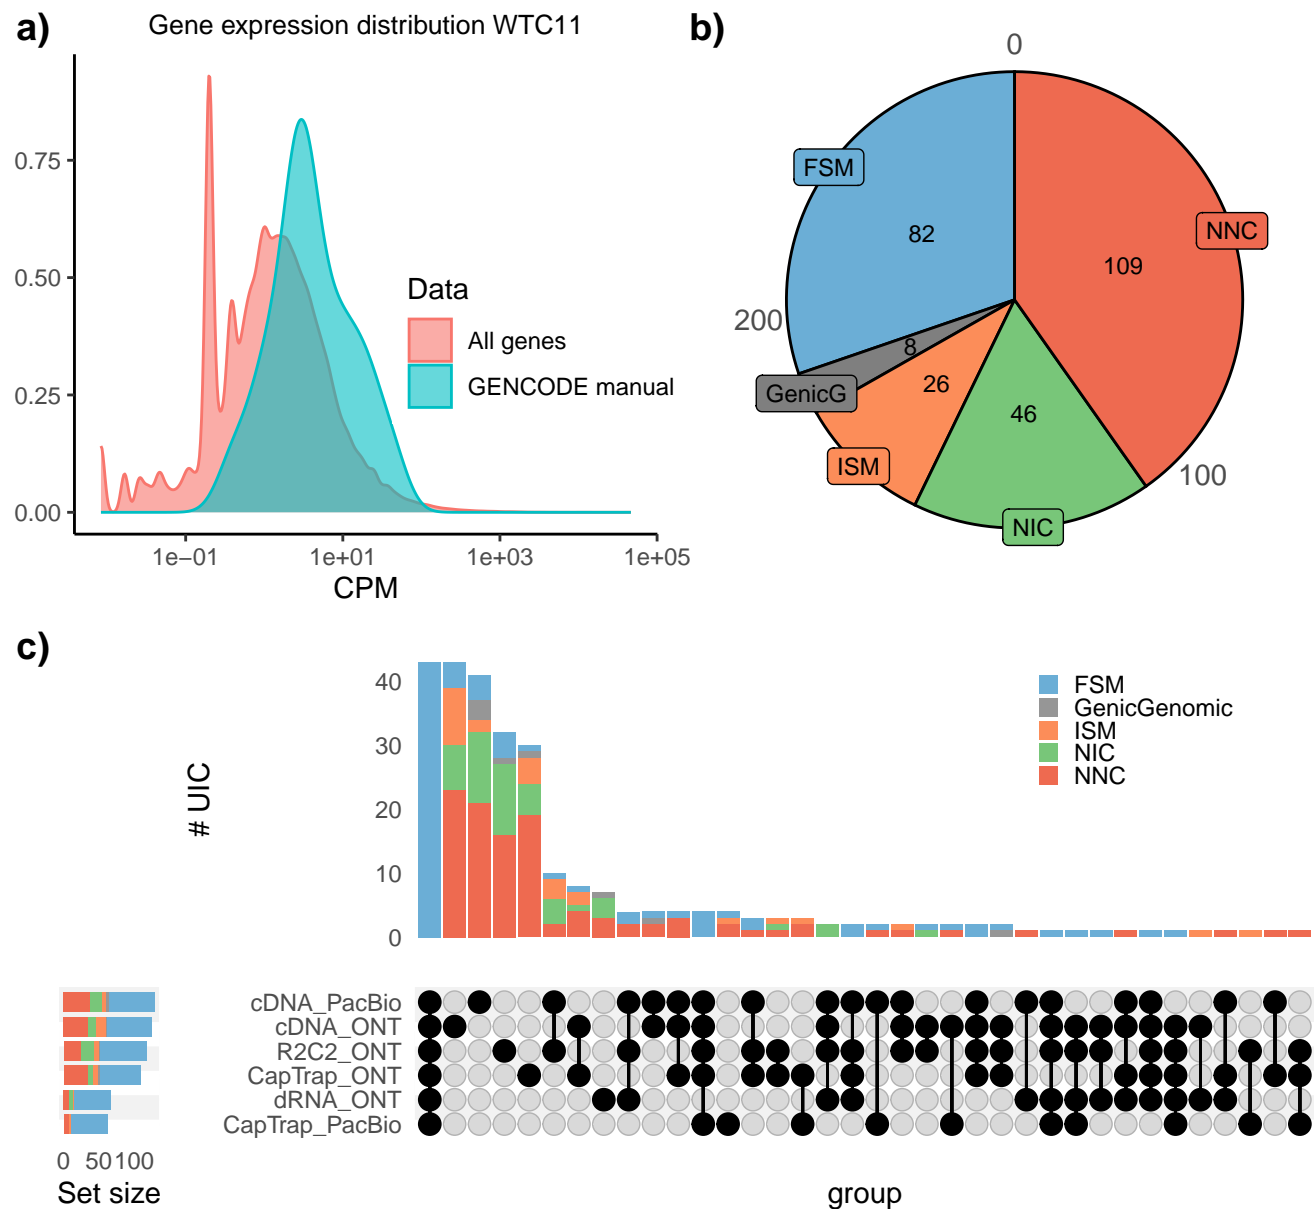 a)
Gene expression distribution WTC11
0.75
0.50
0.25
0.00
1e−01
1e+01
1e+03
1e+05
CPM
Data
All genes
GENCODE manual
b)
0
FSM
NNC
82
109
200
8
GenicG
26
46
ISM
100
NIC
c)
40
30
20
10
0
# UIC
FSM
GenicGenomic
ISM
NIC
NNC
cDNA_PacBio
cDNA_ONT
R2C2_ONT
CapTrap_ONT
dRNA_ONT
CapTrap_PacBio
0 50 100
Set size
group